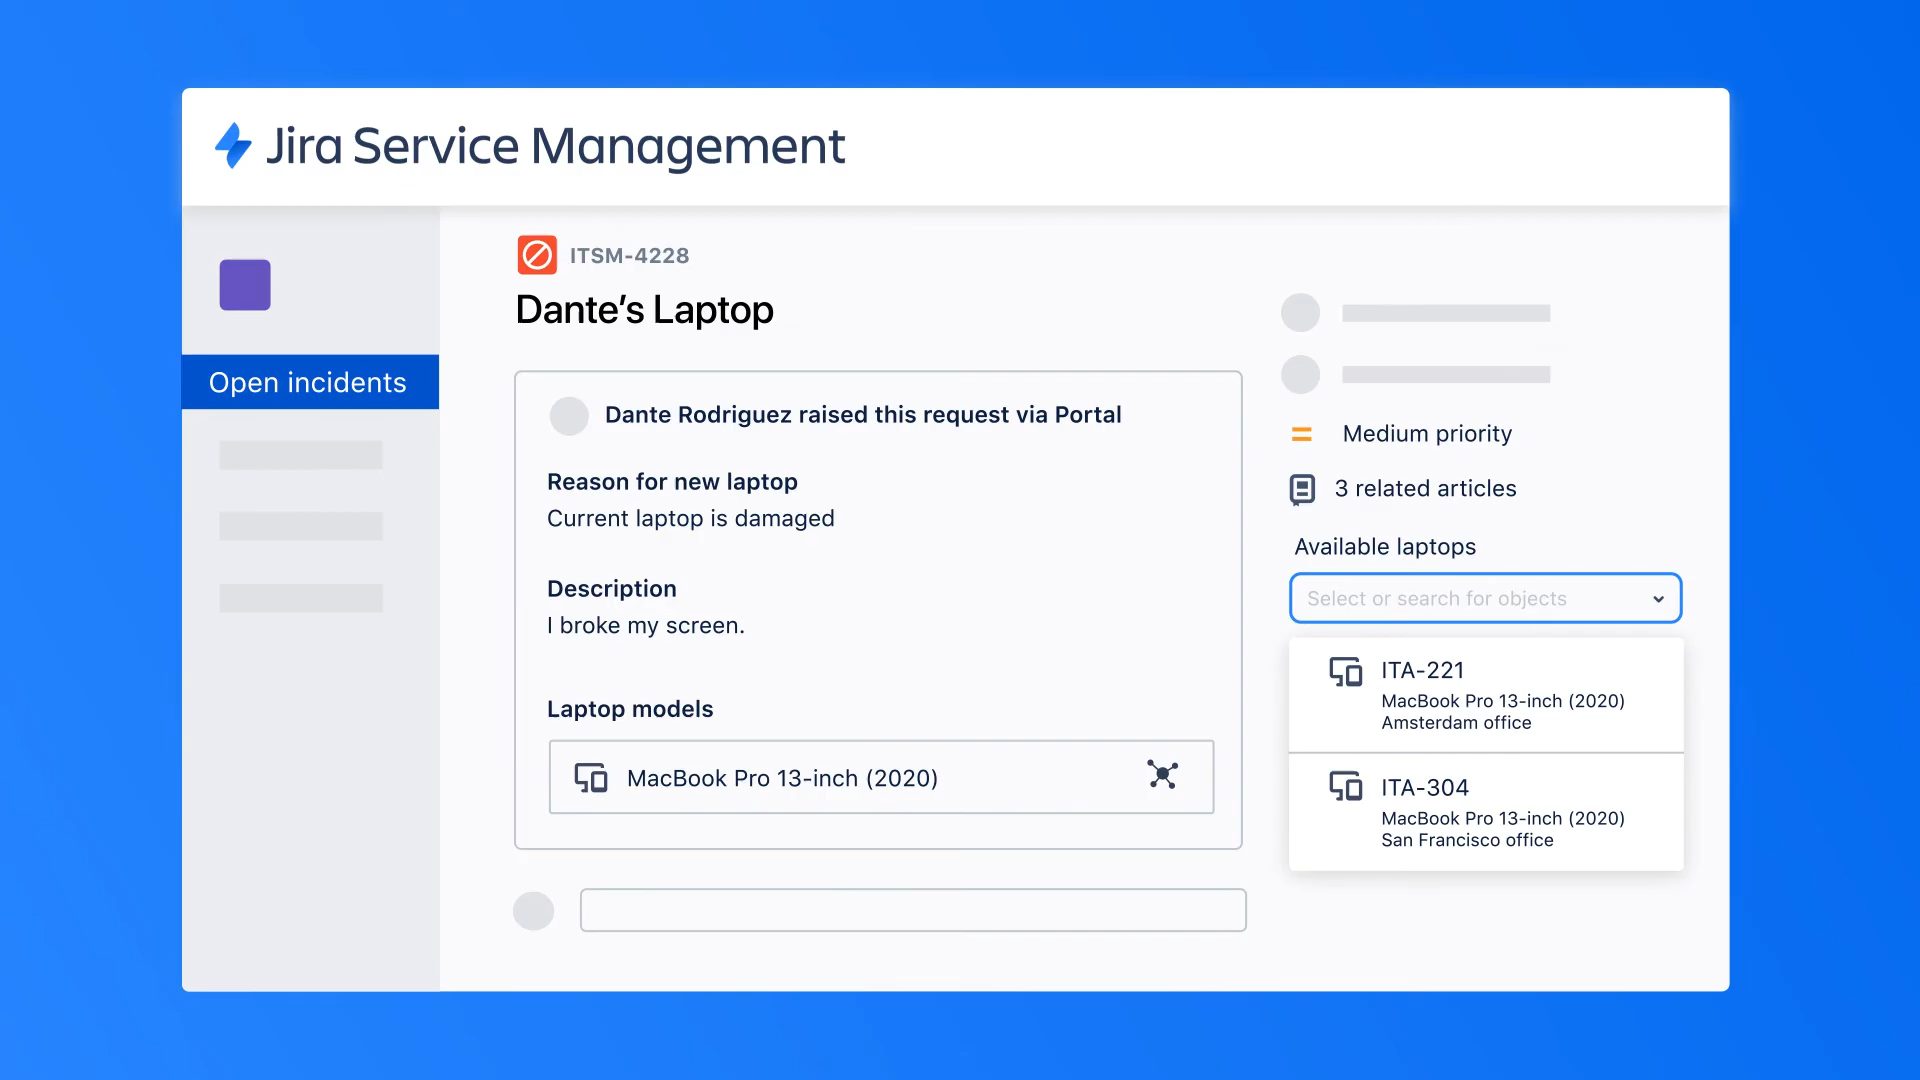 Jira Service Management
Open incidents
ITSM-4228
Dante’s Laptop
Dante Rodriguez raised this request via Portal
Reason for new laptop
Current laptop is damaged
Description
I broke my screen.
Laptop models
MacBook Pro 13-inch (2020)
Medium priority
3 related articles
Available laptops
Select or search for objects
ITA-221
MacBook Pro 13-inch (2020)
Amsterdam office
ITA-304
MacBook Pro 13-inch (2020)
San Francisco office